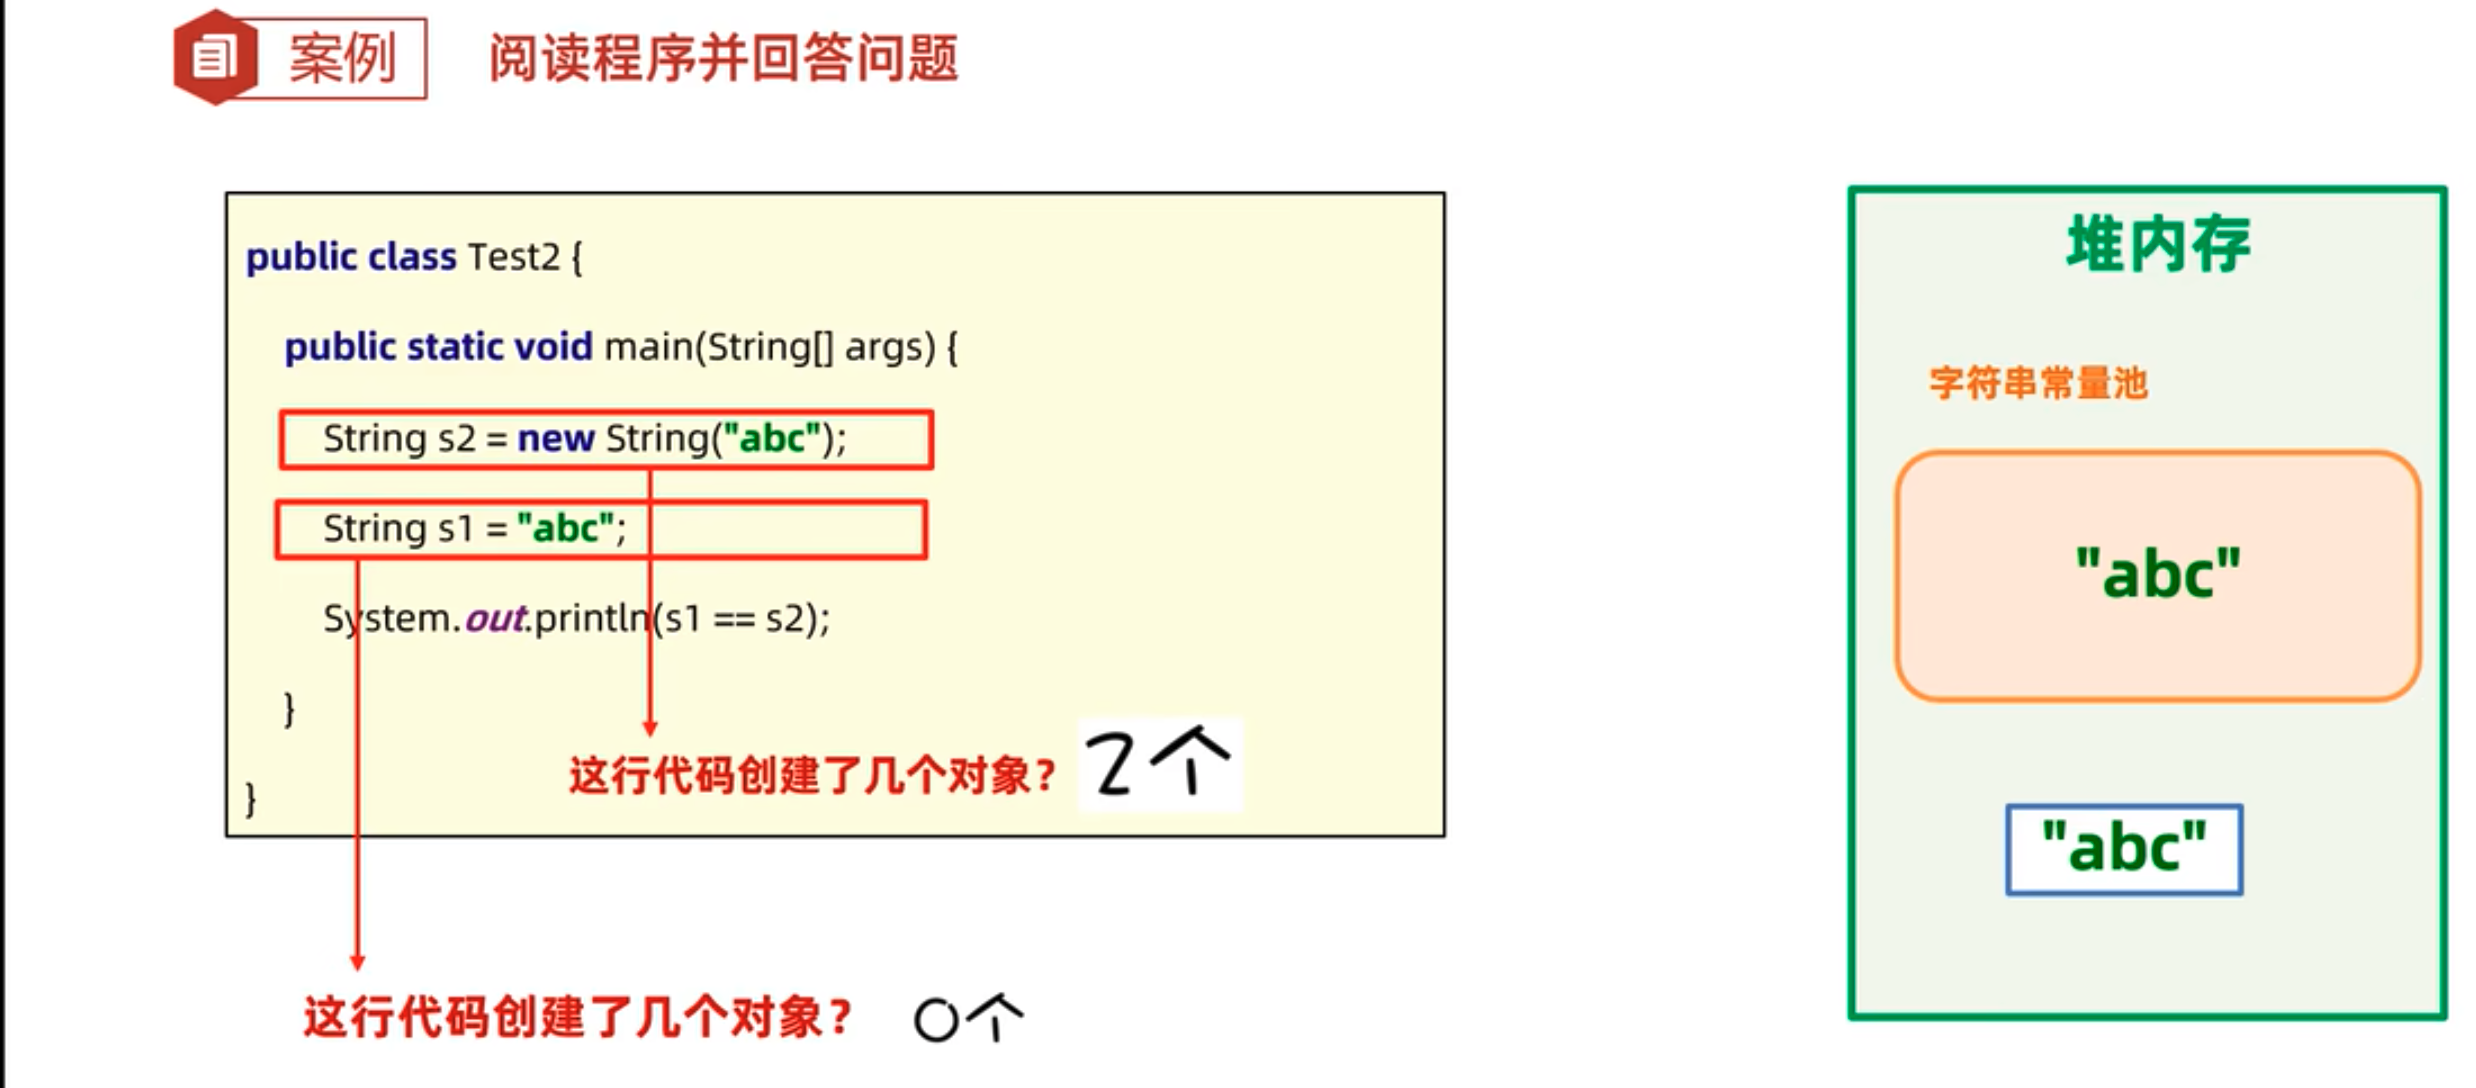 案例 阅读程序并回答问题
public class Test2 {
public static void main(String[] args) {
String s2 = new String("abc");
String s1 = "abc";
System.out.println(s1 == s2);
}
这行代码创建了几个对象? 2个
}
这行代码创建了几个对象? 0个
堆内存
字符串常量池
"abc"
"abc"